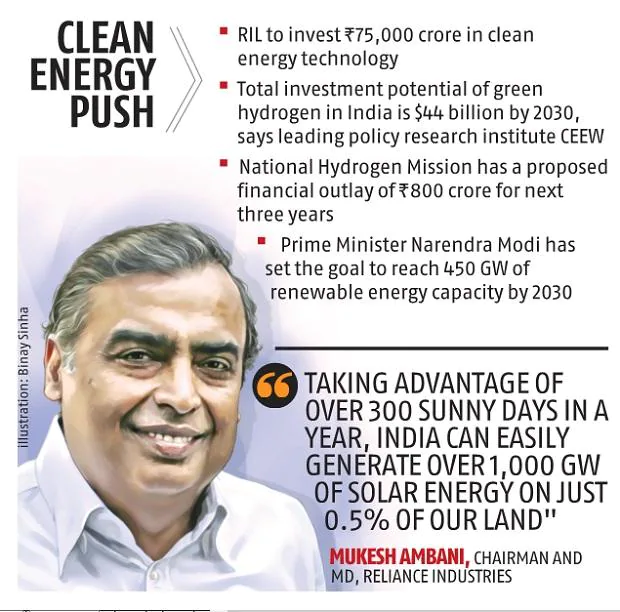 CLEAN
ENERGY
PUSH
RIL to invest ₹75,000 crore in clean
energy technology
Total investment potential of green
hydrogen in India is $44 billion by 2030,
says leading policy research institute CEEW
National Hydrogen Mission has a proposed
financial outlay of ₹800 crore for next
three years
Prime Minister Narendra Modi has
set the goal to reach 450 GW of
renewable energy capacity by 2030
illustration: Binay Sinha
“TAKING ADVANTAGE OF
OVER 300 SUNNY DAYS IN A
YEAR, INDIA CAN EASILY
GENERATE OVER 1,000 GW
OF SOLAR ENERGY ON JUST
0.5% OF OUR LAND"
MUKESH AMBANI, CHAIRMAN AND
MD, RELIANCE INDUSTRIES